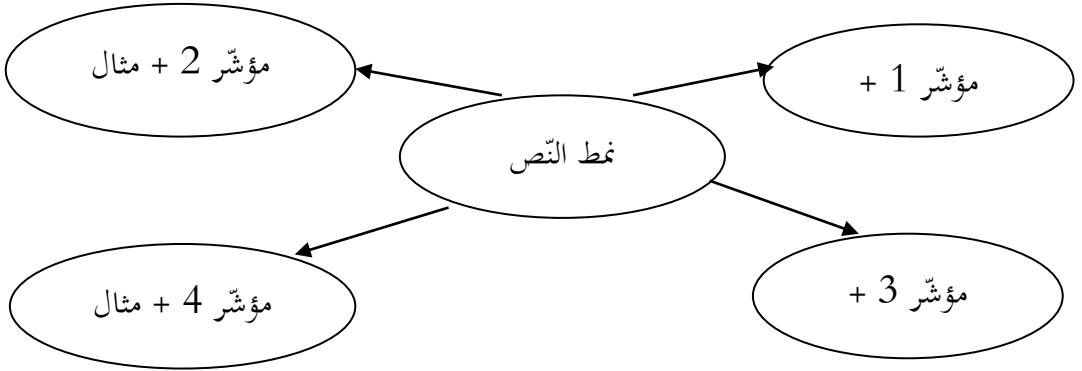 مؤشّر 1 +
مؤشّر 2 + مثال
نمط النّص
مؤشّر 3 +
مؤشّر 4 + مثال